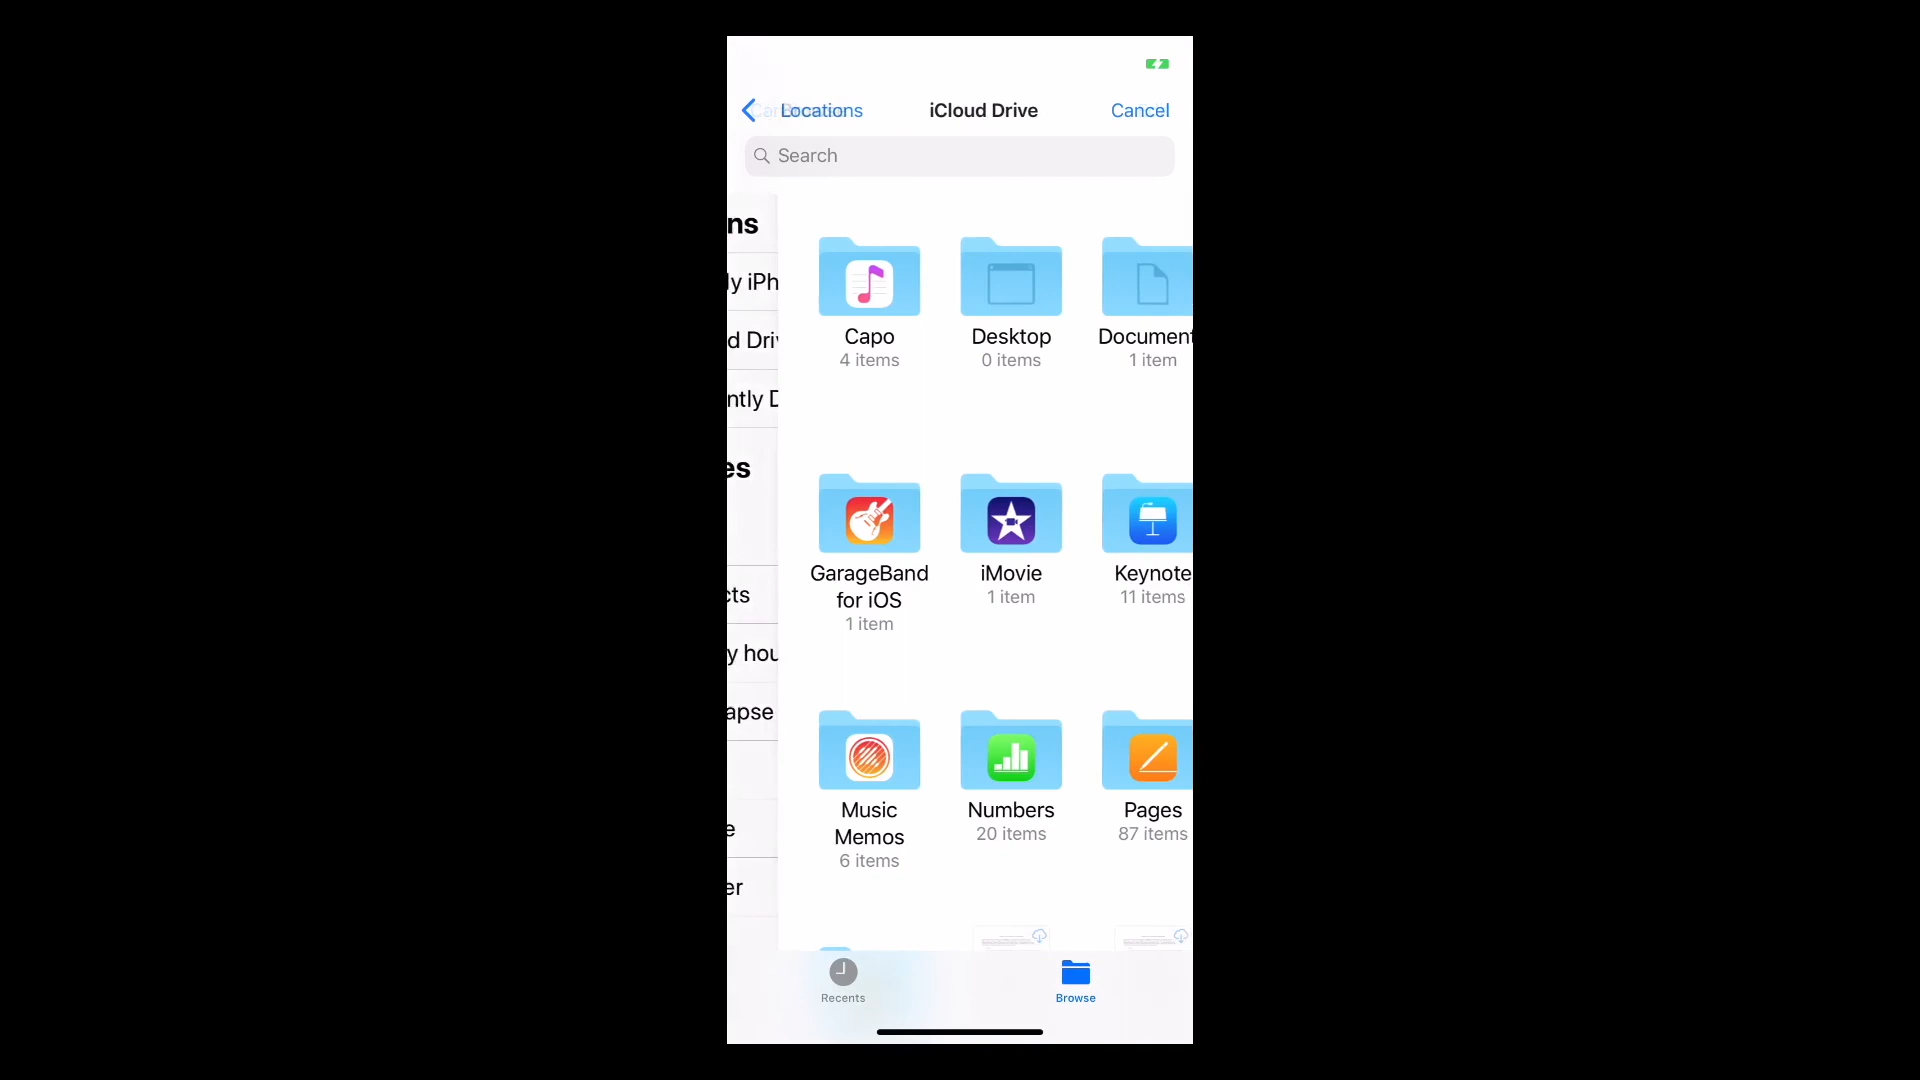 Locations
iCloud Drive
Cancel
Search
ns
y iPh
d Driv
ntly D
es
cts
y hou
apse
e
er
Capo
4 items
Desktop
0 items
Document
1 item
GarageBand
for iOS
1 item
iMovie
1 item
Keynote
11 items
Music
Memos
6 items
Numbers
20 items
Pages
87 items
Recents
Browse